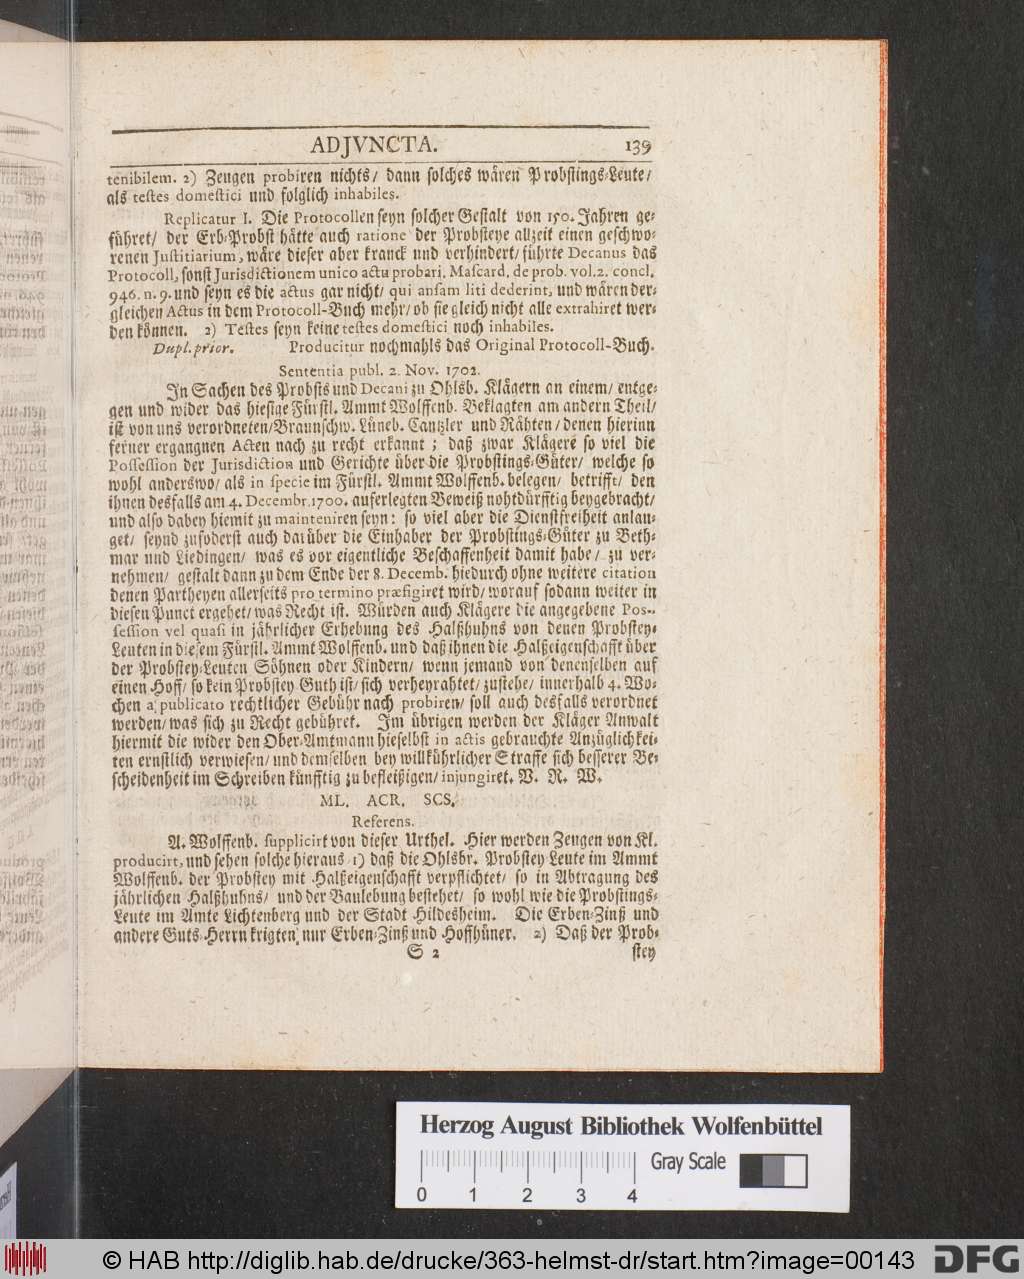 ADJVNCTA. 139
tenibilem. 2) Zeugen probiren nichts/ dann solches wären Probstings-Leute/
als testes domestici und folglich inhabiles.
Replicatur I. Die Protocollen seyn solcher Gestalt von 150. Jahren ge-
führet/ der Erb-Probst hätte auch ratione der Probsteye allzeit einen geschwo-
renen Justitiarium, wäre dieser aber kranck und verhindert/ führte Decanus das
Protocoll, sonst Jurisdictionem unico actu probari. Mascard. de prob. vol. 2. concl.
946. n. 9. und seyn es die actus gar nicht/ qui ansam liti dederint, und wären der-
gleichen Actus in dem Protocoll-Buch mehr/ ob sie gleich nicht alle extrahiret wer-
den können. 2) Testes seyn keine testes domestici noch inhabiles.
Dupl. prior. Producitur nochmahls das Original Protocoll-Buch.
Sententia publ. 2. Nov. 1702.
In Sachen des Probsts und Decani zu Ohlsb. Klägern an einem/ entge-
gen und wider das hiesige Fürstl. Ammt Wolffenb. Beklagten am andern Theil/
ist von uns verordneten/ Braunschw. Lüneb. Cantzler und Rähten/ denen hierinn
ferner ergangnen Acten nach zu recht erkannt; daß zwar Klägere so viel die
Possession der Jurisdiction und Gerichte über die Probstings-Güter/ welche so
wohl anderswo/ als in specie im Fürstl. Ammt Wolffenb. belegen/ betrifft/ den
ihnen desfalls am 4. Decembr. 1700. auferlegten Beweiß nohtdürfftig beygebracht/
und also dabey hiemit zu mainteniren seyn: so viel aber die Dienstfreiheit anlan-
get/ seynd zufoderst auch darüber die Einhaber der Probstings-Güter zu Beth-
mar und Liedingen/ was es vor eigentliche Beschaffenheit damit habe/ zu ver-
nehmen/ gestalt dann zu dem Ende der 8. Decemb. hiedurch ohne weitere citation
denen Partheyen allerseits pro termino præfigiret wird/ worauf sodann weiter in
diesen Punct ergehet/ was Recht ist. Würden auch Klägere die angegebene Pos-
session vel quasi in jährlicher Erhebung des Halßhuhns von denen Probstey-
Leuten in diesem Fürstl. Ammt Wolffenb. und daß ihnen die Halßeigenschafft über
der Probstey-Leuten Söhnen oder Kindern/ wenn jemand von denenselben auf
einen Hoff/ so kein Probstey Guth ist/ sich verheyrahtet/ zustehe/ innerhalb 4. Wo-
chen a publicato rechtlicher Gebühr nach probiren/ soll auch desfalls verordnet
werden/ was sich zu Recht gebühret. Im übrigen werden der Kläger Anwalt
hiermit die wider den Ober-Amtmann hieselbst in actis gebrauchte Anzüglichkei-
ten ernstlich verwiesen/ und demselben bey willkührlicher Straffe sich besserer Be-
scheidenheit im Schreiben künfftig zu befleißigen/ injungiret. V. R. W.
ML. ACR. SCS.
Referens.
A. Wolffenb. supplicirt von dieser Urthel. Hier werden Zeugen von Kl.
producirt, und sehen solche hieraus 1) daß die Ohlsbr. Probstey Leute im Ammt
Wolffenb. der Probstey mit Halßeigenschafft verpflichtet/ so in Abtragung des
jährlichen Halßhuhns/ und der Baulebung bestehet/ so wohl wie die Probstings-
Leute im Amte Lichtenberg und der Stadt Hildesheim. Die Erben-Zinß und
andere Guts-Herrn krigten nur Erben-Zinß und Hoffhüner. 2) Daß der Prob-
S 2 stey
Herzog August Bibliothek Wolfenbüttel
Gray Scale
0 1 2 3 4
© HAB http://diglib.hab.de/drucke/363-helmst-dr/start.htm?image=00143 DFG